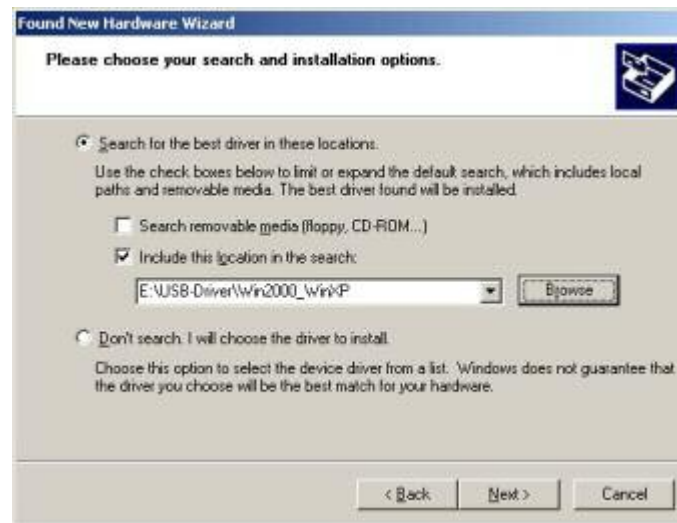 Found New Hardware Wizard
Please choose your search and installation options.
Search for the best driver in these locations.
Use the check boxes below to limit or expand the default search, which includes local
paths and removable media. The best driver found will be installed.
Search removable media (floppy, CD-ROM...)
Include this location in the search:
E:\USB-Driver\Win2000_WinXP
Browse
Don't search. I will choose the driver to install.
Choose this option to select the device driver from a list. Windows does not guarantee that
the driver you choose will be the best match for your hardware.
< Back
Next >
Cancel